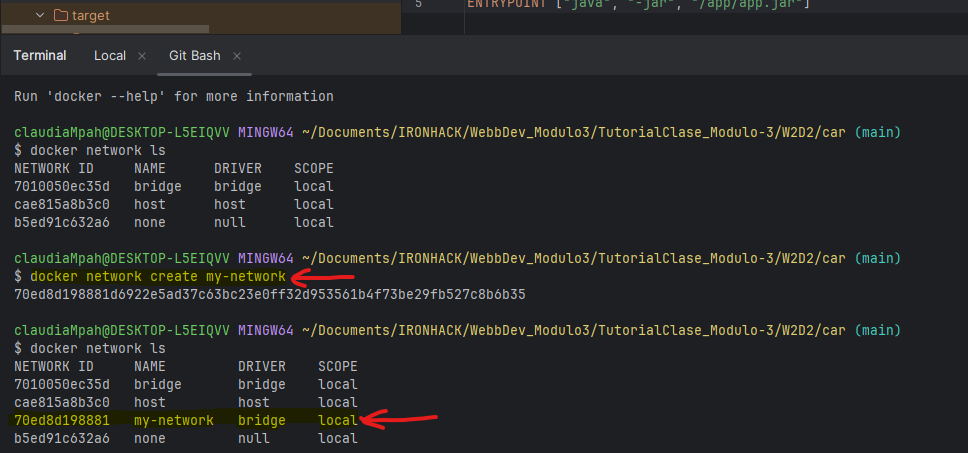 target
5 ENTRYPOINT ["java", "-jar", "/app/app.jar"]
Terminal Local × Git Bash ×
Run 'docker --help' for more information
claudiaMpah@DESKTOP-L5EIQVV MINGW64 ~/Documents/IRONHACK/WebbDev_Modulo3/TutorialClase_Modulo-3/W2D2/car (main)
$ docker network ls
NETWORK ID NAME DRIVER SCOPE
7010050ec35d bridge bridge local
cae815a8b3c0 host host local
b5ed91c632a6 none null local
claudiaMpah@DESKTOP-L5EIQVV MINGW64 ~/Documents/IRONHACK/WebbDev_Modulo3/TutorialClase_Modulo-3/W2D2/car (main)
$ docker network create my-network
70ed8d198881d6922e5ad37c63bc23e0ff32d953561b4f73be29fb527c8b6b35
claudiaMpah@DESKTOP-L5EIQVV MINGW64 ~/Documents/IRONHACK/WebbDev_Modulo3/TutorialClase_Modulo-3/W2D2/car (main)
$ docker network ls
NETWORK ID NAME DRIVER SCOPE
7010050ec35d bridge bridge local
cae815a8b3c0 host host local
70ed8d198881 my-network bridge local
b5ed91c632a6 none null local